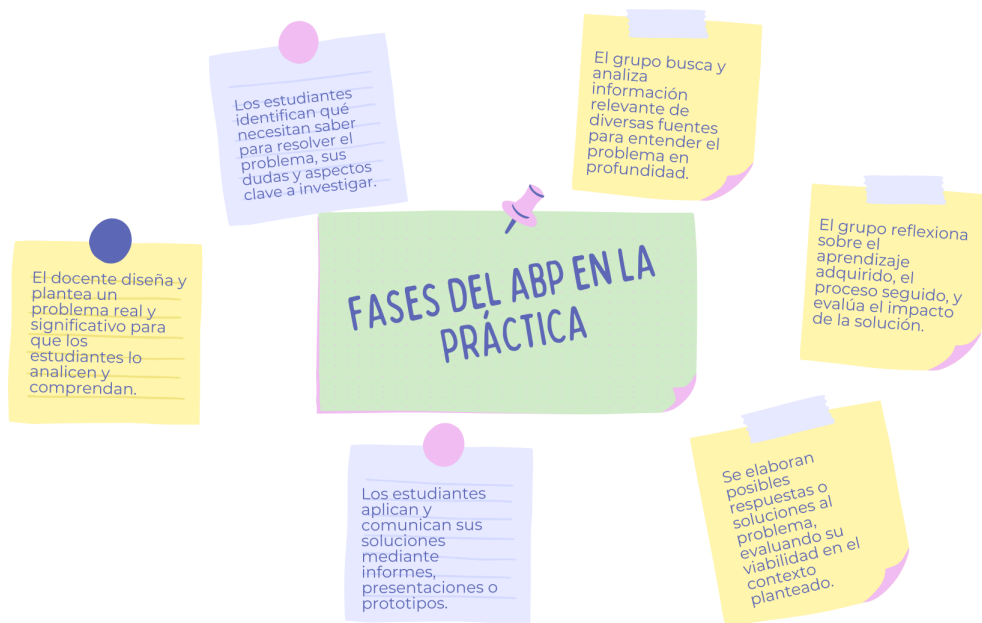 Los estudiantes
identifican qué
necesitan saber
para resolver el
problema, sus
dudas y aspectos
clave a investigar.
El grupo busca y
analiza
información
relevante de
diversas fuentes
para entender el
problema en
profundidad.
El docente diseña y
plantea un
problema real y
significativo para
que los
estudiantes lo
analicen y
comprendan.
FASES DEL ABP EN LA
PRÁCTICA
El grupo reflexiona
sobre el
aprendizaje
adquirido, el
proceso seguido, y
evalúa el impacto
de la solución.
Los estudiantes
aplican y
comunican sus
soluciones
mediante
informes,
presentaciones o
prototipos.
Se elaboran
posibles
respuestas o
soluciones al
problema,
evaluando su
viabilidad en el
contexto
planteado.